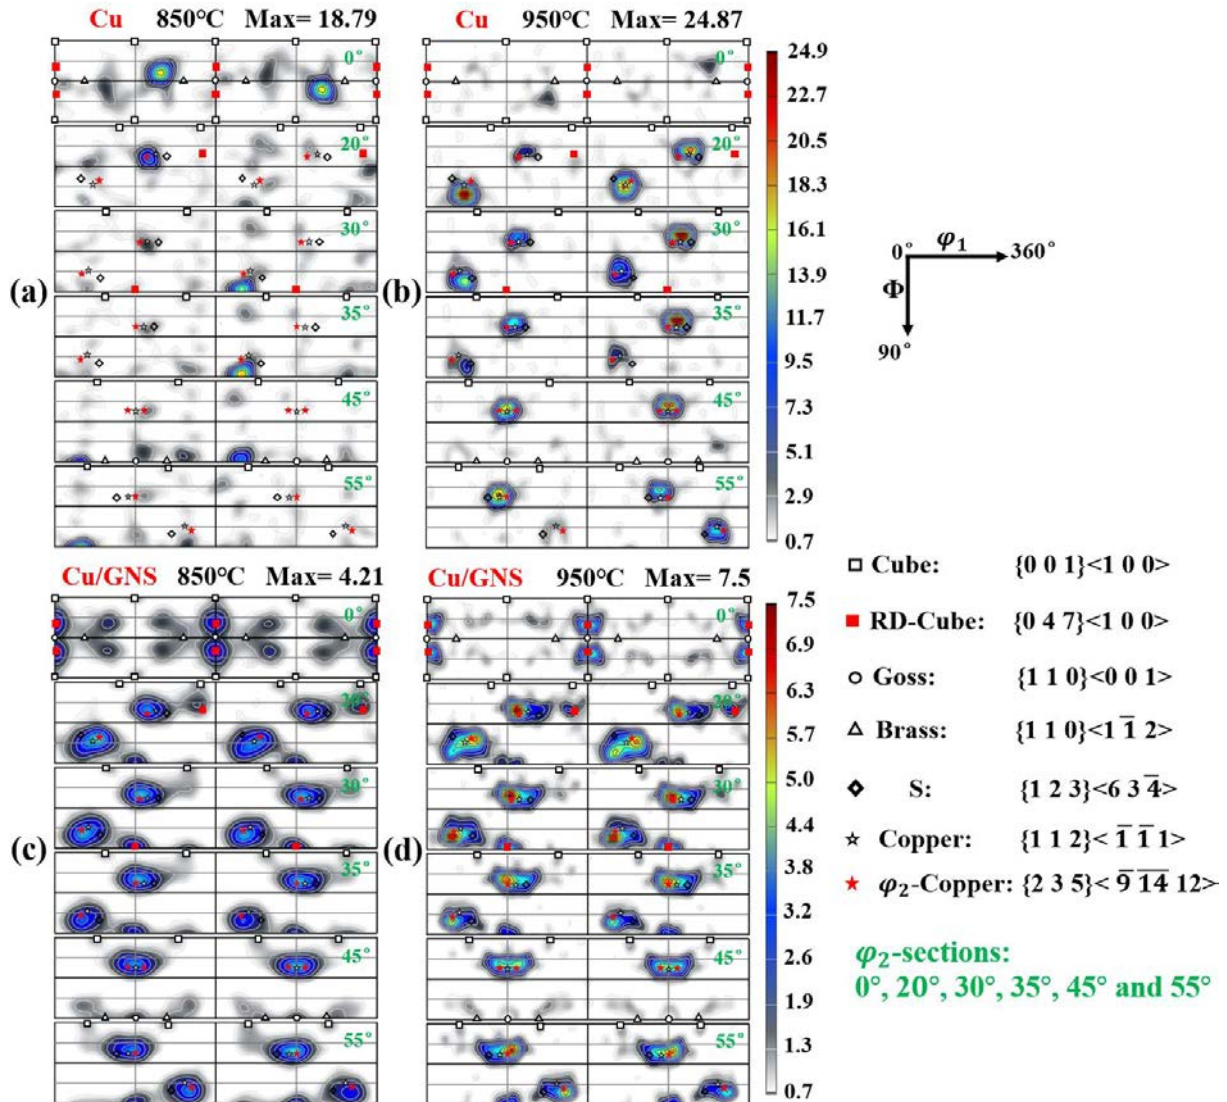 Cu 850°C Max= 18.79
Cu 950°C Max= 24.87
(a)
0°
20°
30°
35°
45°
55°
(b)
0°
20°
30°
35°
45°
55°
24.9
22.7
20.5
18.3
16.1
13.9
11.7
9.5
7.3
5.1
2.9
0.7
0° φ₁ 360°
Φ
90°
Cu/GNS 850°C Max= 4.21
Cu/GNS 950°C Max= 7.5
(c)
0°
20°
30°
35°
45°
55°
(d)
0°
20°
30°
35°
45°
55°
7.5
6.9
6.3
5.7
5.0
4.4
3.8
3.2
2.6
1.9
1.3
0.7
Cube: {0 0 1}<1 0 0>
RD-Cube: {0 4 7}<1 0 0>
Goss: {1 1 0}<0 0 1>
Brass: {1 1 0}<1 1̅ 2>
S: {1 2 3}<6 3 4̅>
Copper: {1 1 2}< 1̅ 1̅ 1>
φ₂-Copper: {2 3 5}< 9̅ 1̅4̅ 12>
φ₂-sections:
0°, 20°, 30°, 35°, 45° and 55°